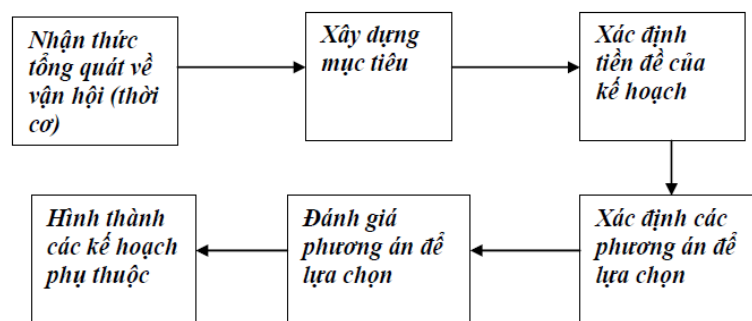 Nhận thức
tổng quát về
vận hội (thời
cơ)
Xây dựng
mục tiêu
Xác định
tiền đề của
kế hoạch
Xác định các
phương án để
lựa chọn
Đánh giá
phương án để
lựa chọn
Hình thành
các kế hoạch
phụ thuộc